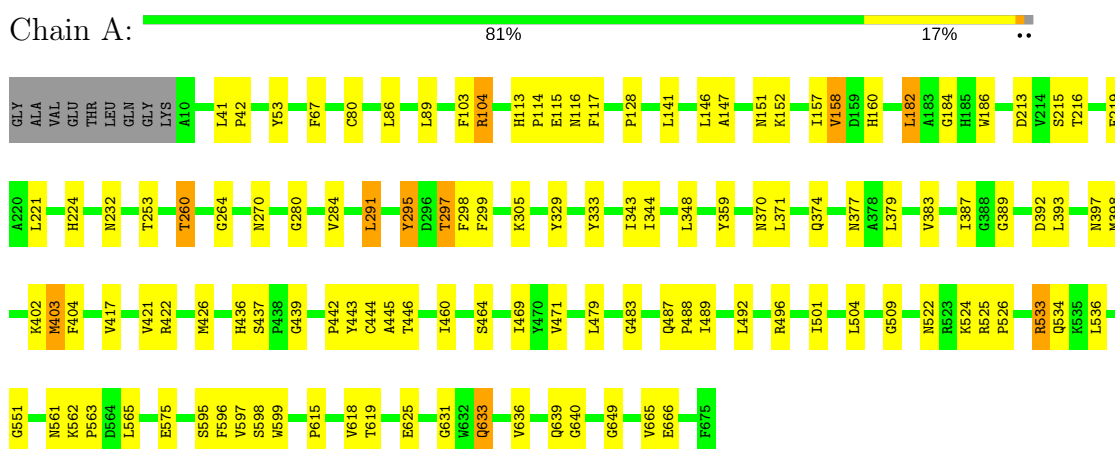 Chain A:
81% 17% ••
GLY ALA VAL GLU THR LEU GLN GLY LYS A10 L41 P42 Y53 F67 C80 L86 L89 F103 R104 H113 P114 E115 N116 F117 P128 L141 L146 A147 N151 K152 I157 V158 D159 H160 L182 A183 G184 H185 W186 D213 V214 S215 T216
A220 L221 H224 N232 T253 T260 G264 N270 G280 V284 L291 Y295 D296 T297 F298 F299 K305 Y329 Y333 I343 I344 L348 Y359 N370 L371 Q374 N377 A378 L379 V383 I387 G388 G389 D392 L393 N397
K402 M403 F404 V417 V421 R422 M426 H436 S437 P438 G439 P442 Y443 C444 A445 T446 I460 S464 I469 Y470 V471 L479 G483 Q487 P488 I489 L492 R496 I501 L504 G509 N522 R523 K524 R525 P526 R533 Q534 K535 L536
G551 N561 K562 P563 D564 L565 E575 S595 F596 V597 S598 W599 P615 V618 T619 E625 G631 W632 Q633 V636 Q639 G640 G649 V665 E666 F675